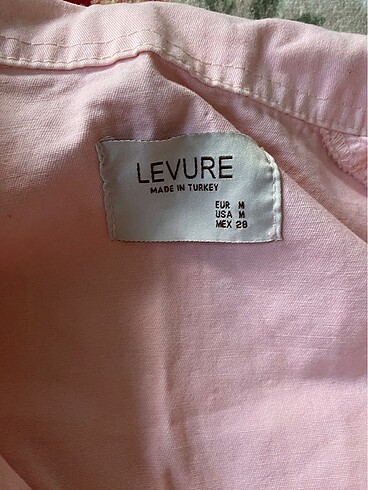 LEVURE
MADE IN TURKEY
EUR M
USA M
MEX 28